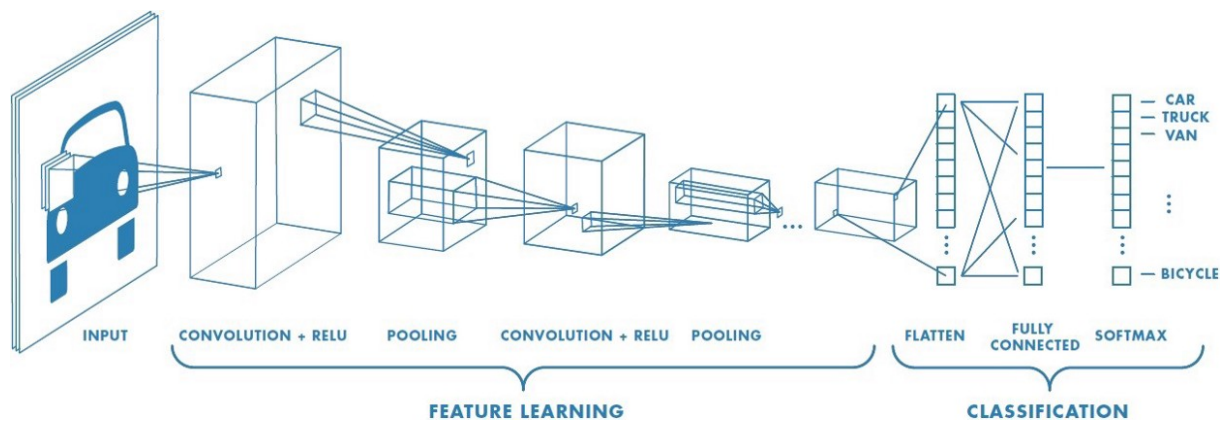 CAR
TRUCK
VAN
BICYCLE
INPUT
CONVOLUTION + RELU
POOLING
CONVOLUTION + RELU
POOLING
FLATTEN
FULLY
CONNECTED
SOFTMAX
FEATURE LEARNING
CLASSIFICATION